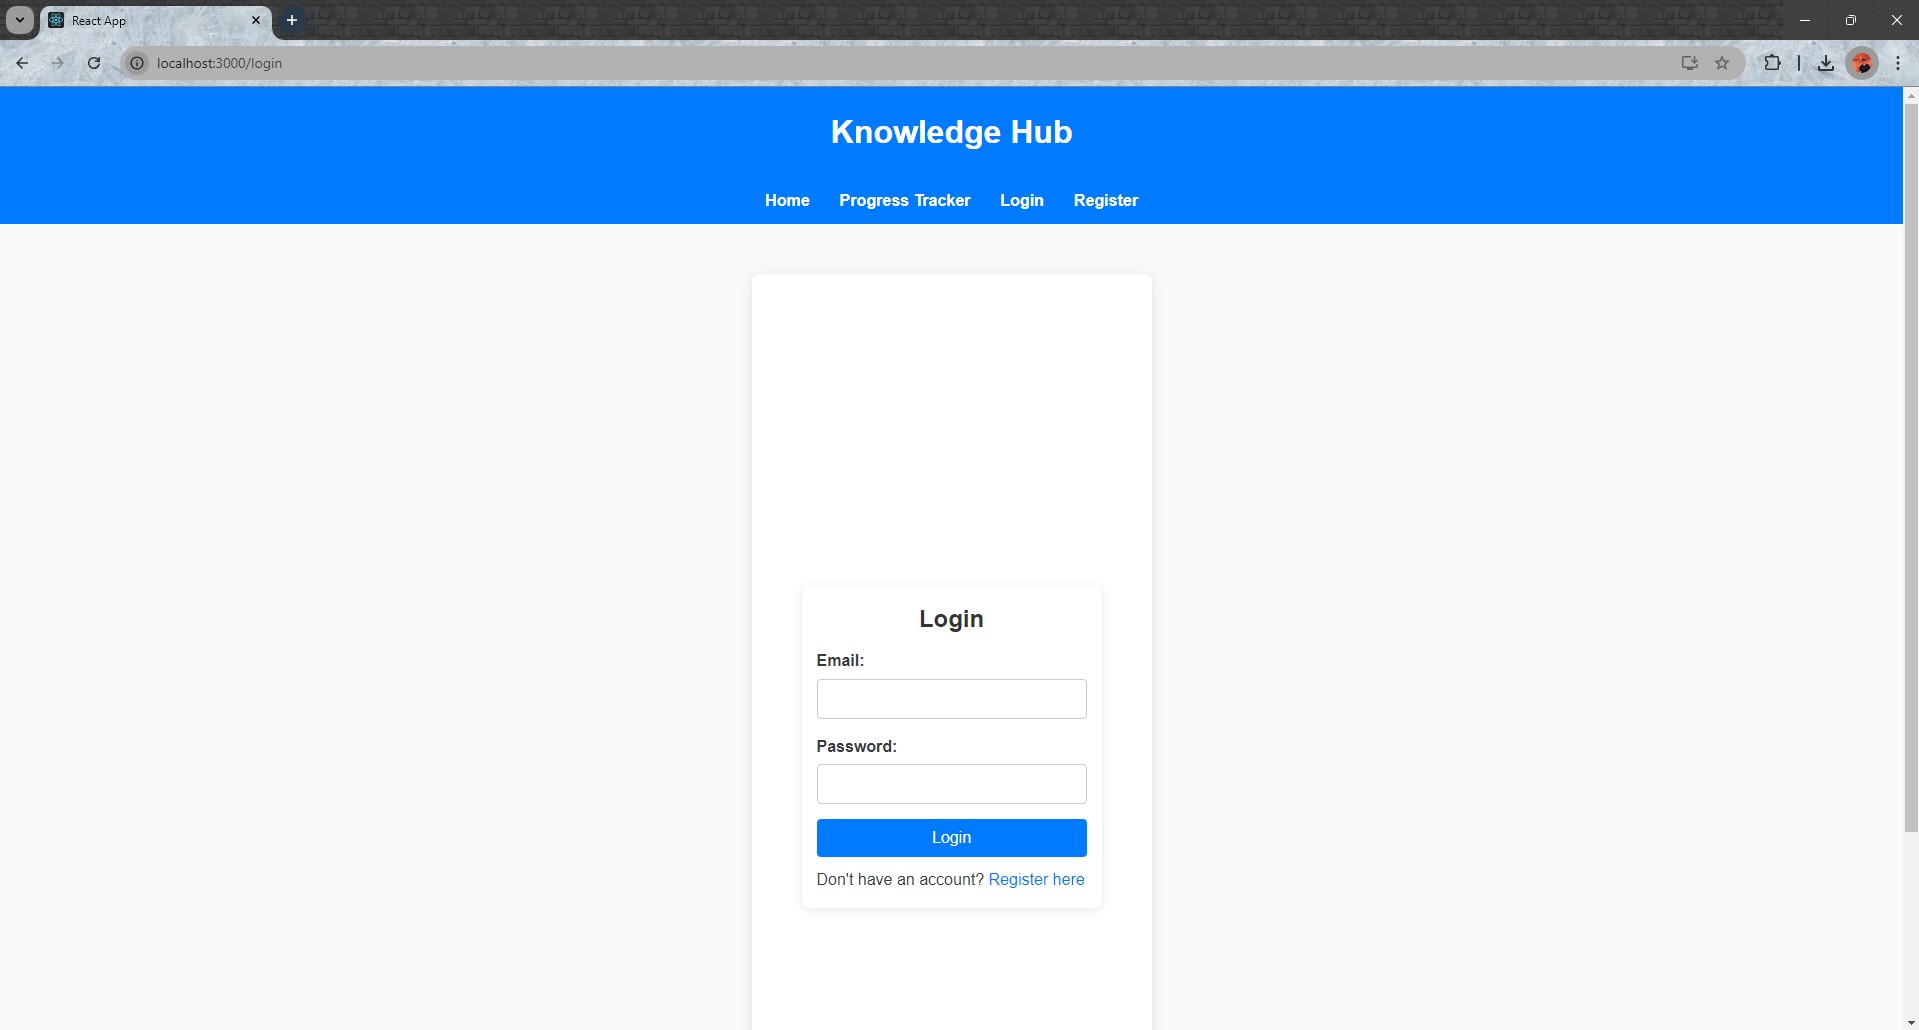 React App
localhost:3000/login
Knowledge Hub
Home Progress Tracker Login Register
Login
Email:
Password:
Login
Don't have an account? Register here